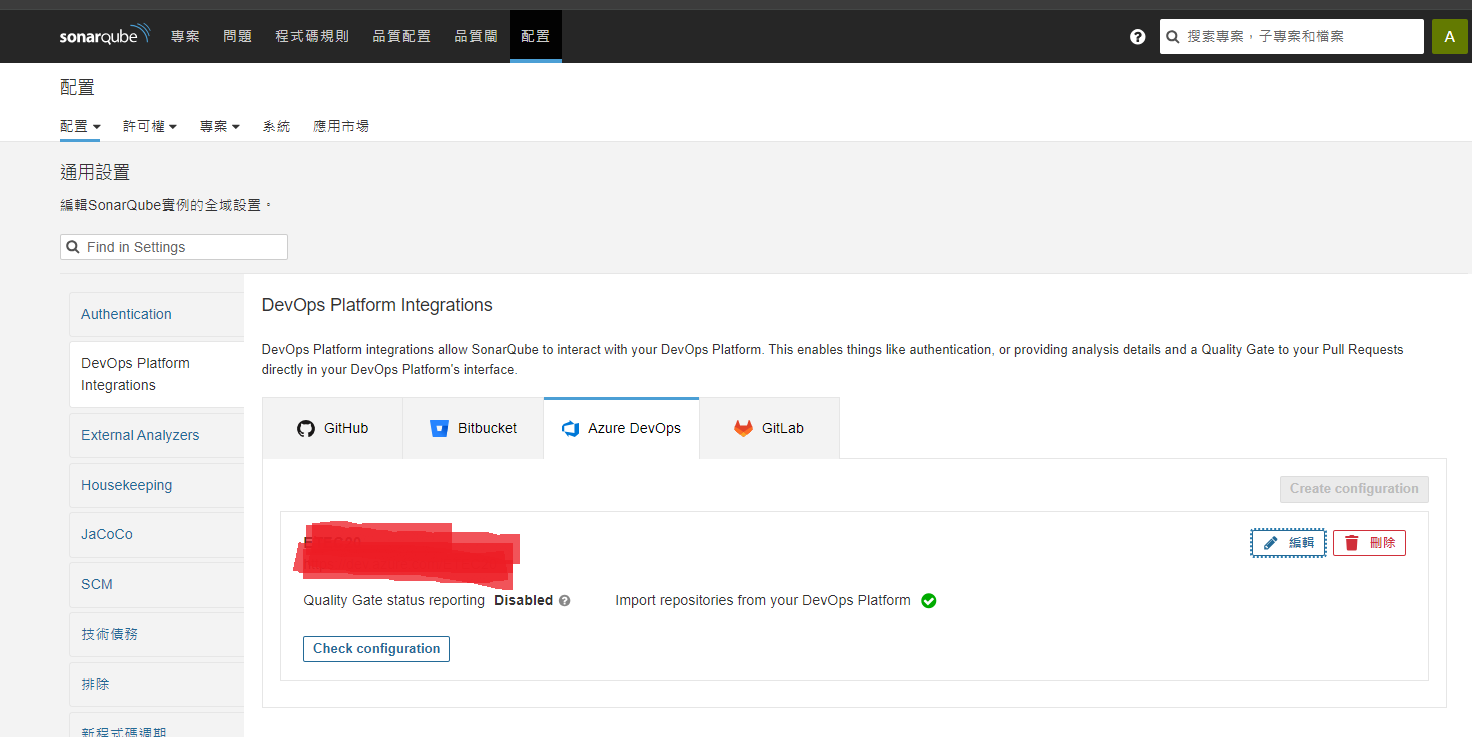 sonarqube 專案 問題 程式碼規則 品質配置 品質閘 配置 ? 搜索專案，子專案和檔案 A
配置
配置 許可權 專案 系統 應用市場
通用設置
編輯SonarQube實例的全域設置。
Find in Settings
Authentication
DevOps Platform
Integrations
External Analyzers
Housekeeping
JaCoCo
SCM
技術債務
排除
新程式碼週期
DevOps Platform Integrations
DevOps Platform integrations allow SonarQube to interact with your DevOps Platform. This enables things like authentication, or providing analysis details and a Quality Gate to your Pull Requests
directly in your DevOps Platform's interface.
GitHub Bitbucket Azure DevOps GitLab
Create configuration
編輯 刪除
Quality Gate status reporting Disabled ? Import repositories from your DevOps Platform
Check configuration